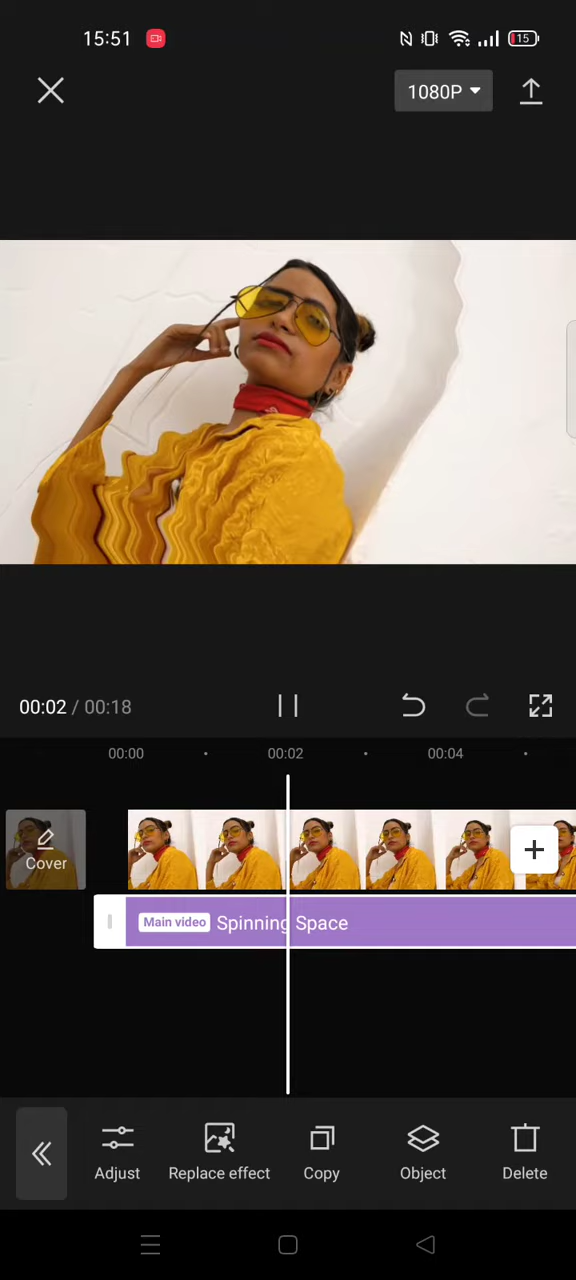 15:51 15
1080P
00:02 / 00:18
00:00 00:02 00:04
Cover
Main video Spinning Space
Adjust Replace effect Copy Object Delete